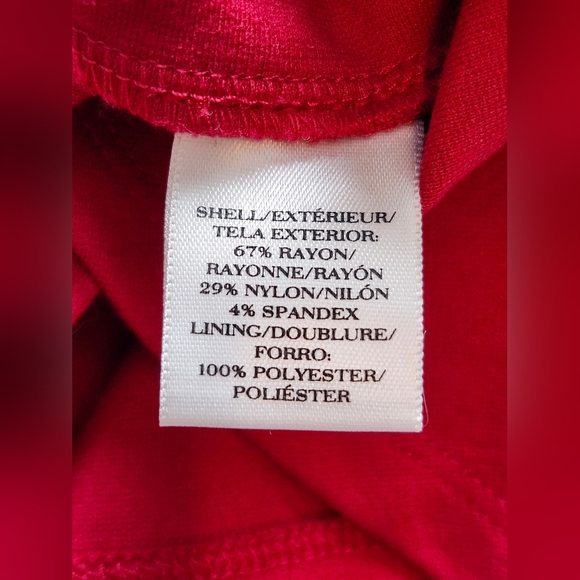 SHELL/EXTÉRIEUR/
TELA EXTERIOR:
67% RAYON/
RAYONNE/RAYÓN
29% NYLON/NILÓN
4% SPANDEX
LINING/DOUBLURE/
FORRO:
100% POLYESTER/
POLIÉSTER